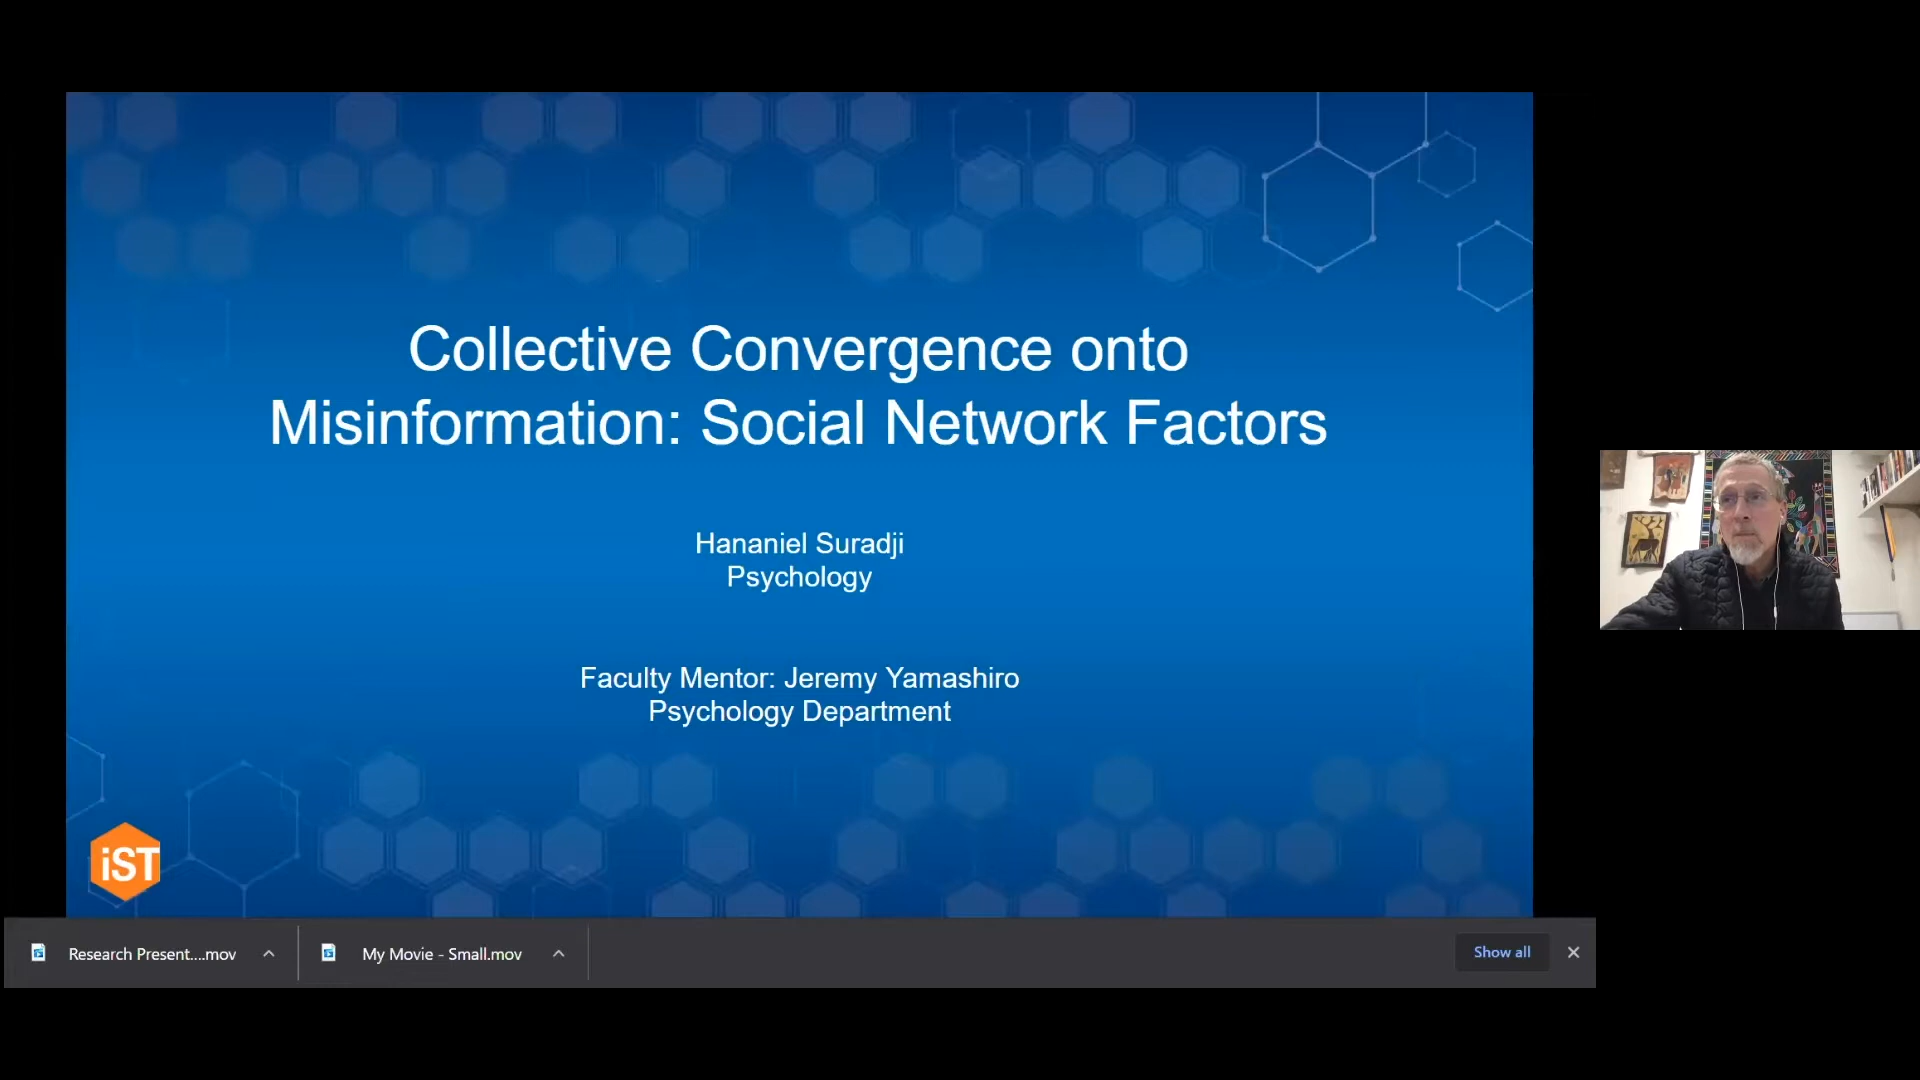 Collective Convergence onto
Misinformation: Social Network Factors
Hananiel Suradji
Psychology
Faculty Mentor: Jeremy Yamashiro
Psychology Department
iST
Research Present....mov
My Movie - Small.mov
Show all